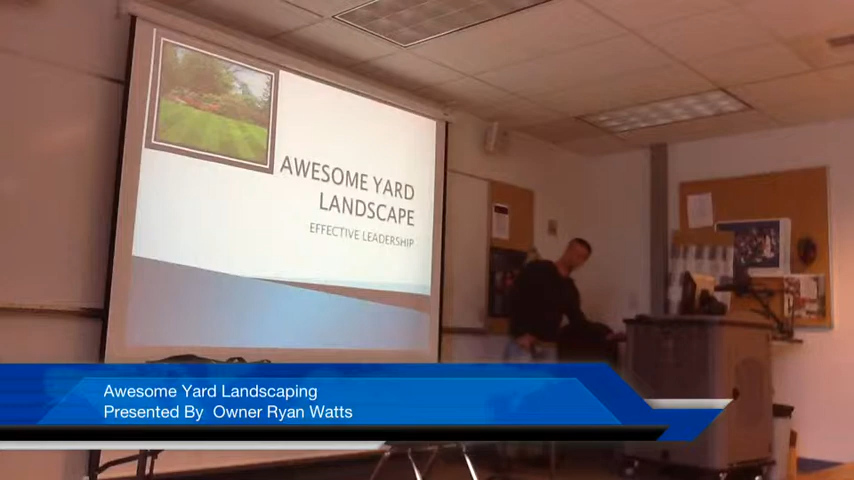 AWESOME YARD
LANDSCAPE
EFFECTIVE LEADERSHIP
Awesome Yard Landscaping
Presented By Owner Ryan Watts